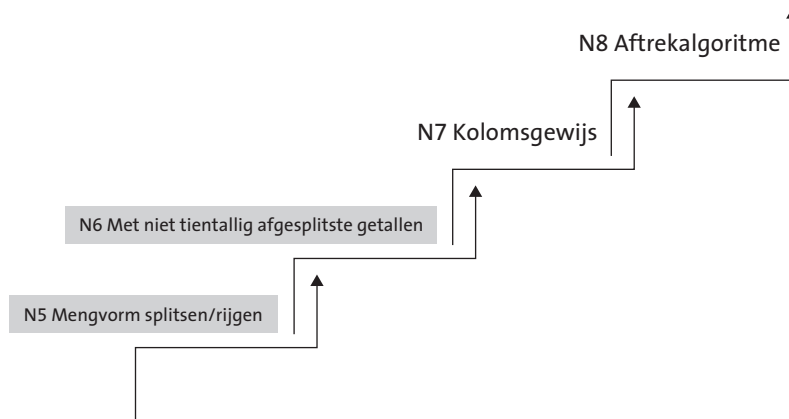 N8 Aftrekalgoritme
N7 Kolomsgewijs
N6 Met niet tientallig afgesplitste getallen
N5 Mengvorm splitsen/rijgen